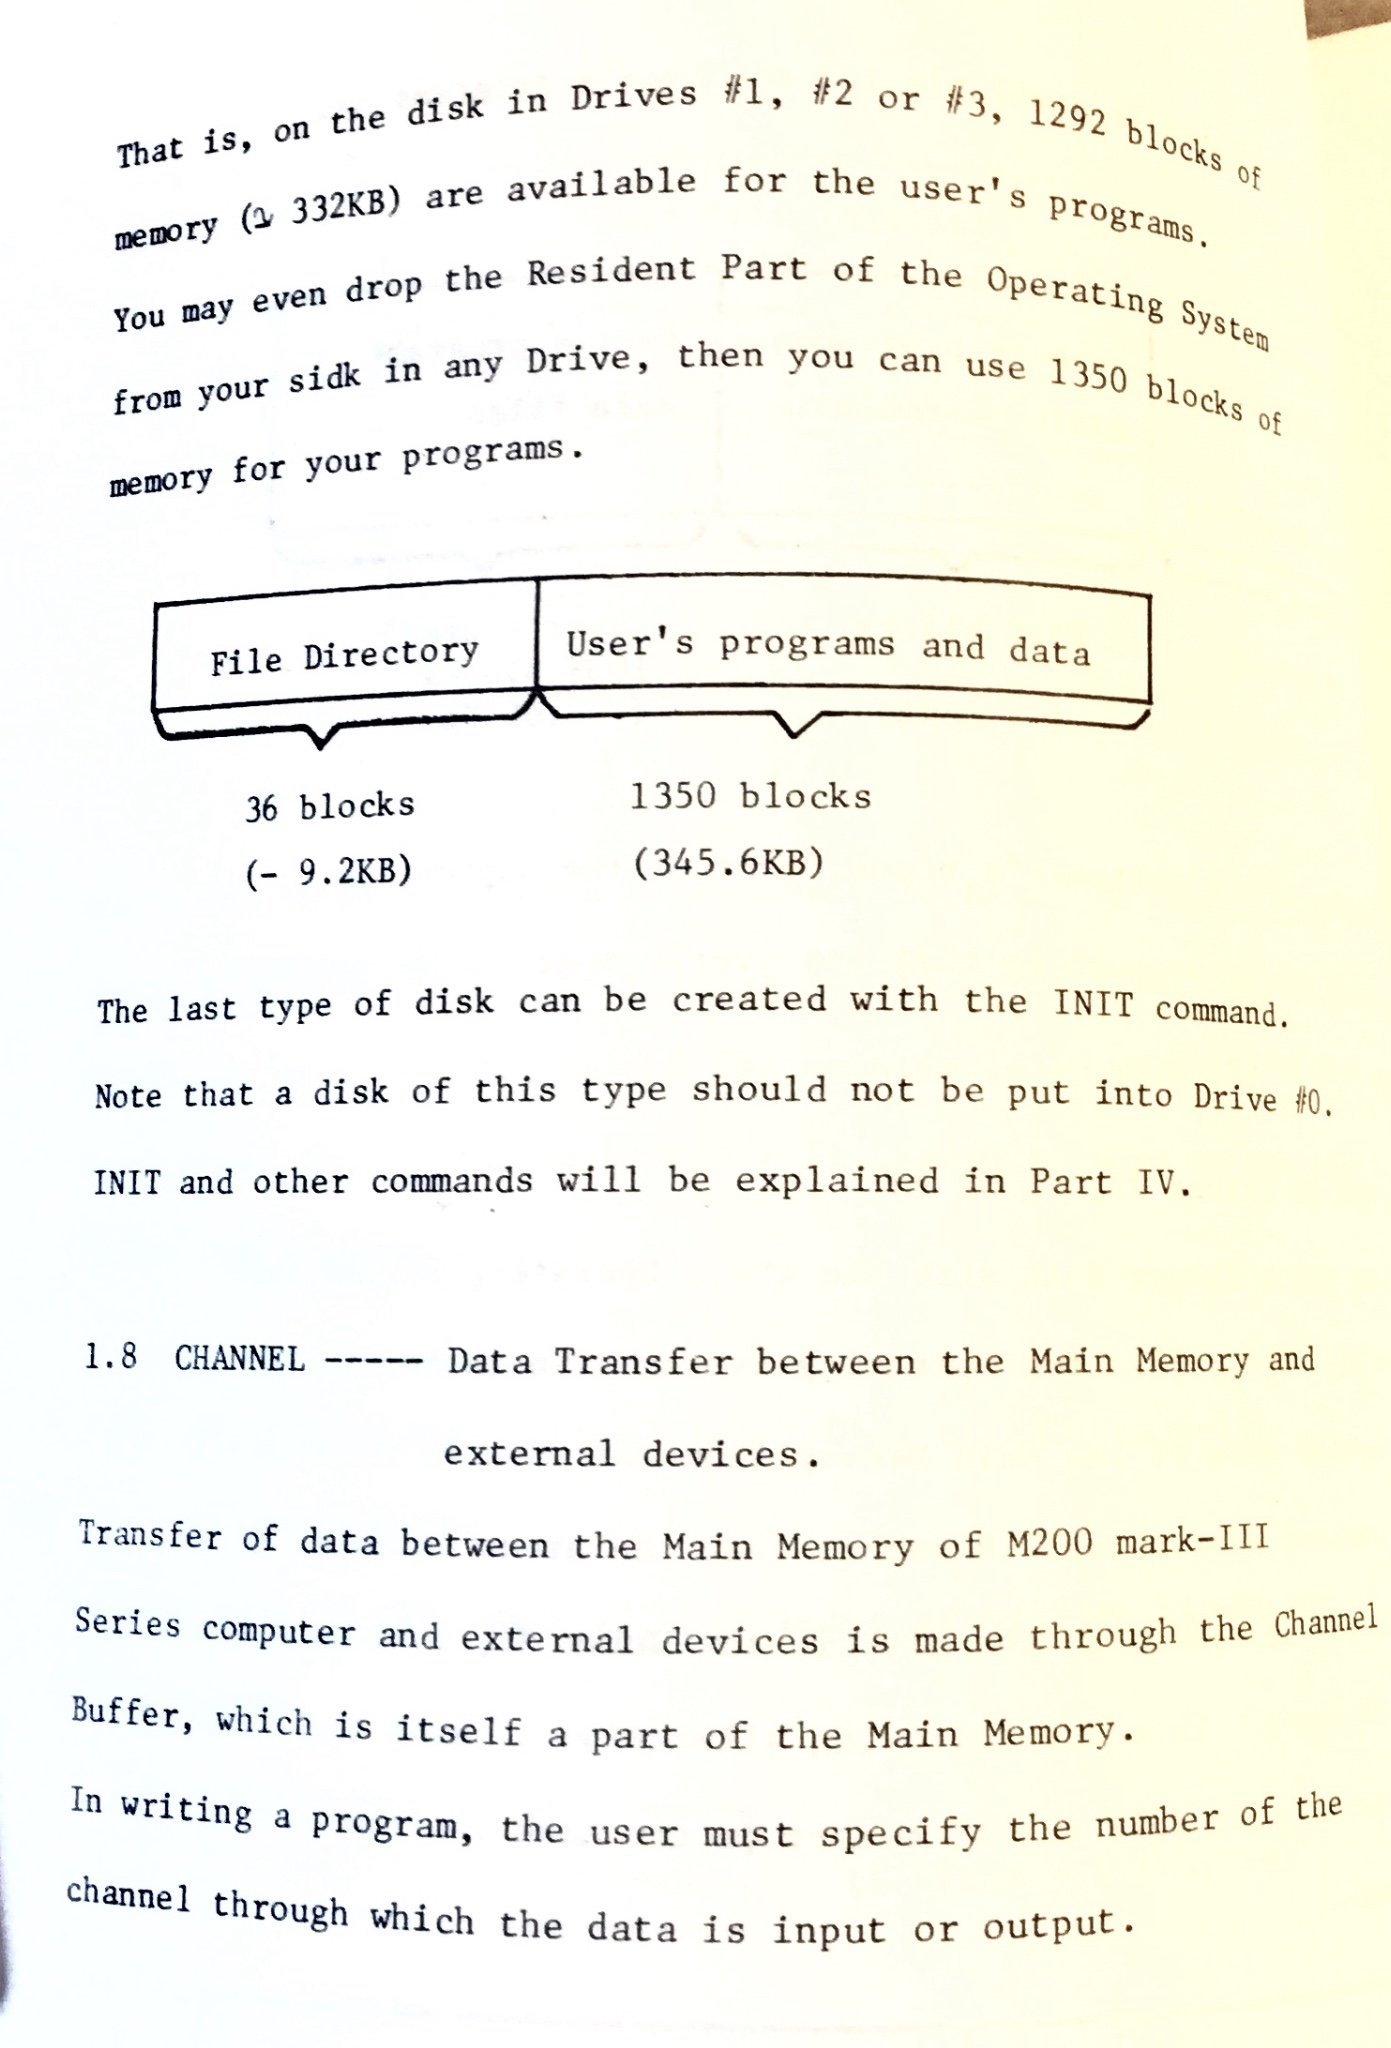 That is, on the disk in Drives #1, #2 or #3, 1292 blocks of
memory (≃ 332KB) are available for the user's programs.
You may even drop the Resident Part of the Operating System
from your sidk in any Drive, then you can use 1350 blocks of
memory for your programs.
File Directory User's programs and data
36 blocks 1350 blocks
(- 9.2KB) (345.6KB)
The last type of disk can be created with the INIT command.
Note that a disk of this type should not be put into Drive #0.
INIT and other commands will be explained in Part IV.
1.8 CHANNEL ----- Data Transfer between the Main Memory and
external devices.
Transfer of data between the Main Memory of M200 mark-III
Series computer and external devices is made through the Channel
Buffer, which is itself a part of the Main Memory.
In writing a program, the user must specify the number of the
channel through which the data is input or output.